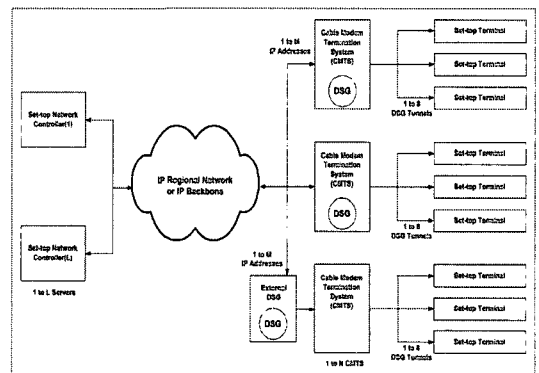 Set-top Network
Controller(1)
Set-top Network
Controller(L)
1 to L Servers
IP Regional Network
or IP Backbone
1 to M
IP Addresses
1 to M
IP Addresses
Cable Modem
Termination
System
(CMTS)
DSG
Cable Modem
Termination
System
(CMTS)
DSG
External
DSG
DSG
Cable Modem
Termination
System
(CMTS)
1 to N CMTS
Set-top Terminal
Set-top Terminal
Set-top Terminal
1 to 8
DSG Tunnels
Set-top Terminal
Set-top Terminal
Set-top Terminal
1 to 8
DSG Tunnels
Set-top Terminal
Set-top Terminal
Set-top Terminal
1 to 8
DSG Tunnels